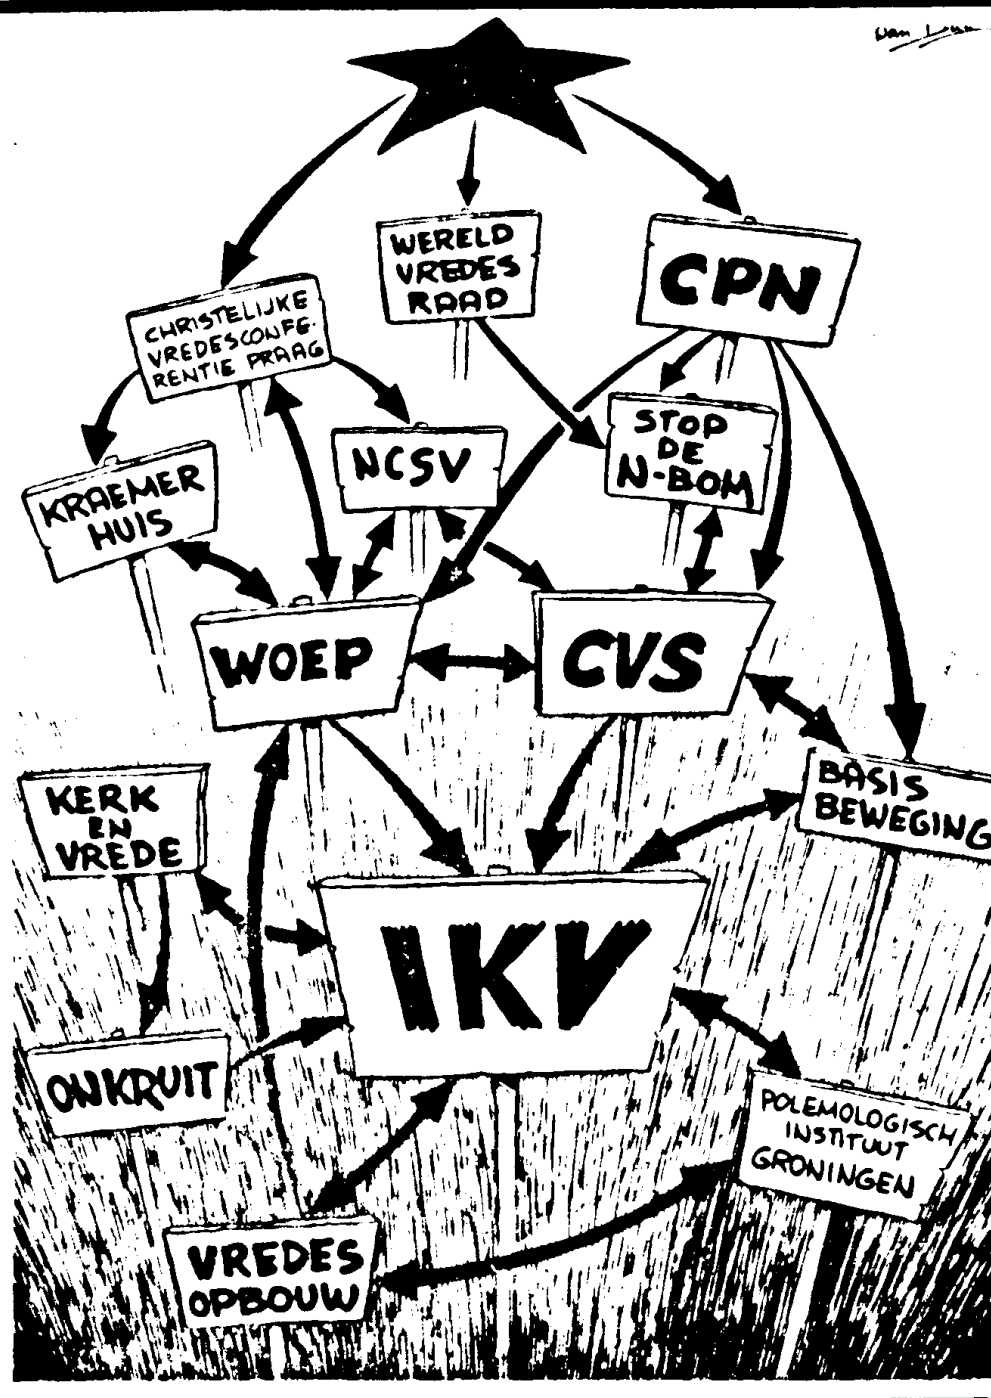 WERELD
VREDES
RAAD
CPN
CHRISTELIJKE
VREDESCONFE-
RENTIE PRAAG
STOP
DE
N-BOM
NCSV
KRAEMER
HUIS
WOEP
CVS
BASIS
BEWEGING
KERK
EN
VREDE
IKV
ONKRUIT
POLEMOLOGISCH
INSTITUUT
GRONINGEN
VREDES
OPBOUW